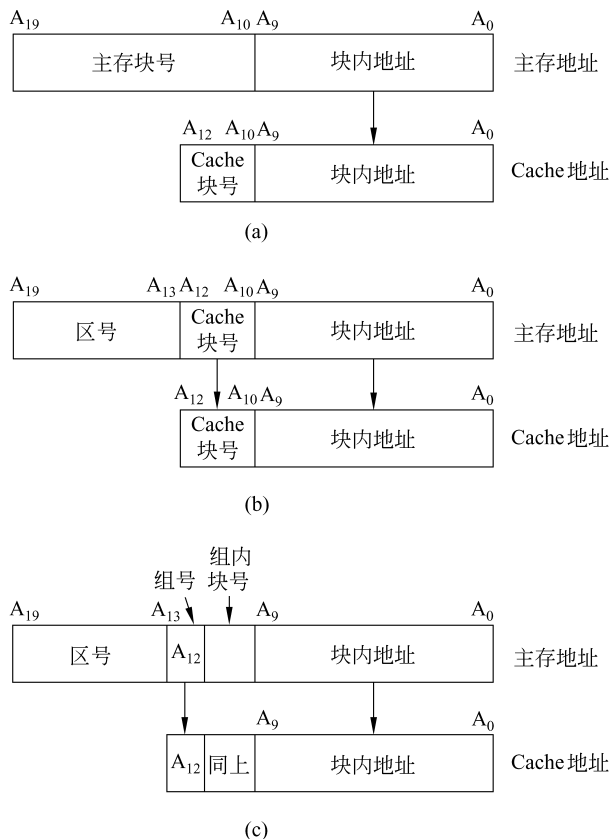 A₁₉ A₁₀ A₉ A₀
主存块号 块内地址 主存地址
A₁₂ A₁₀ A₉ A₀
Cache
块号 块内地址 Cache 地址
(a)
A₁₉ A₁₃ A₁₂ A₁₀ A₉ A₀
区号 Cache
块号 块内地址 主存地址
A₁₂ A₁₀ A₉ A₀
Cache
块号 块内地址 Cache 地址
(b)
组号 组内
块号
A₁₉ A₁₃ A₉ A₀
区号 A₁₂ 块内地址 主存地址
A₉ A₀
A₁₂ 同上 块内地址 Cache 地址
(c)